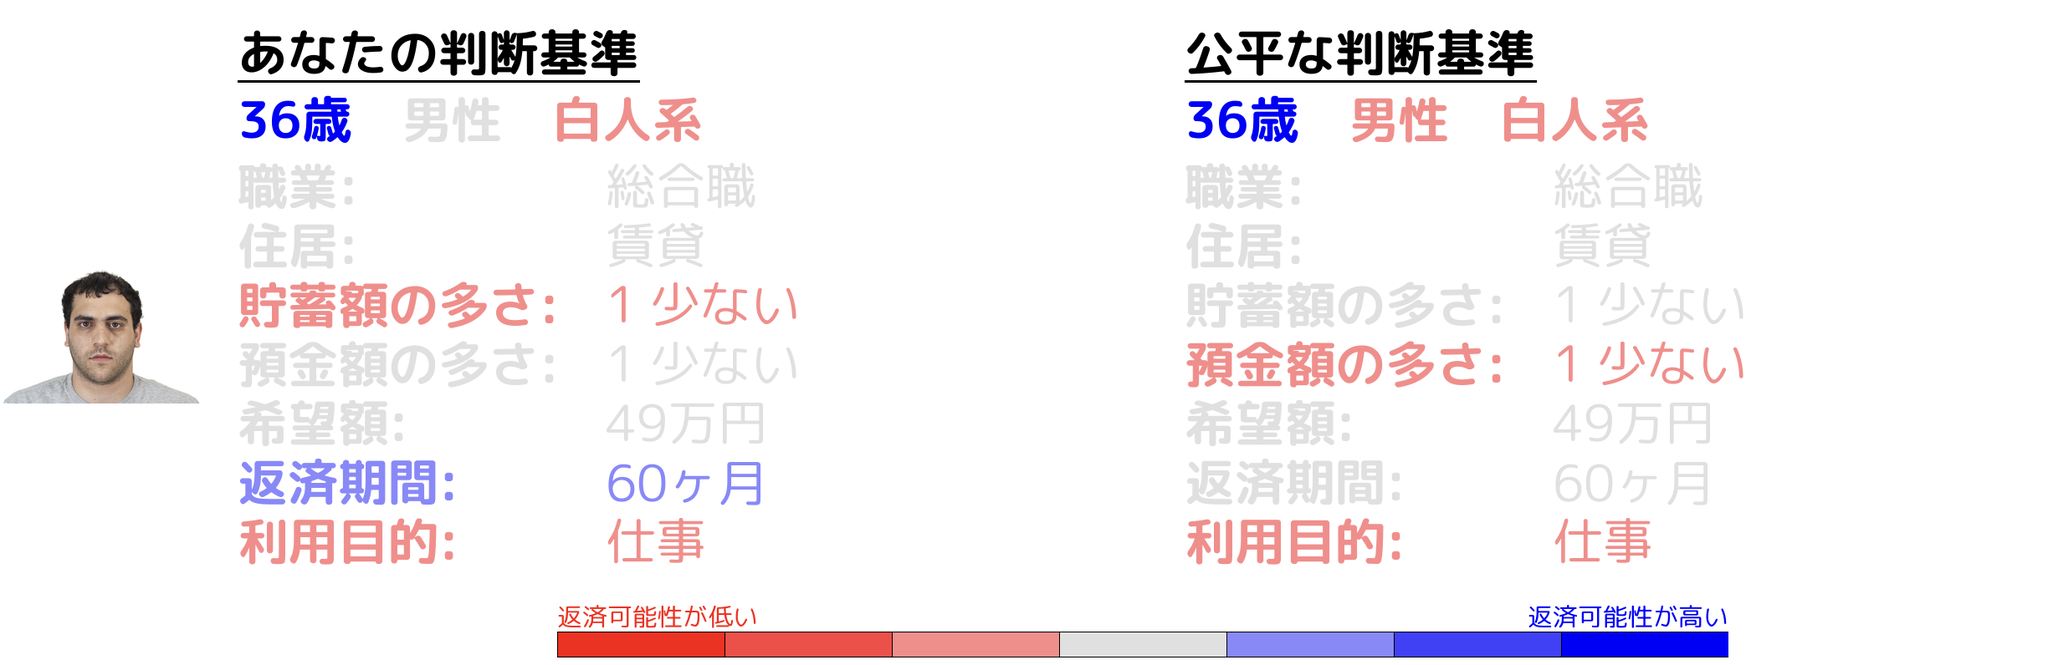 あなたの判断基準
36歳 男性 白人系
職業: 総合職
住居: 賃貸
貯蓄額の多さ: 1 少ない
預金額の多さ: 1 少ない
希望額: 49万円
返済期間: 60ヶ月
利用目的: 仕事
公平な判断基準
36歳 男性 白人系
職業: 総合職
住居: 賃貸
貯蓄額の多さ: 1 少ない
預金額の多さ: 1 少ない
希望額: 49万円
返済期間: 60ヶ月
利用目的: 仕事
返済可能性が低い 返済可能性が高い